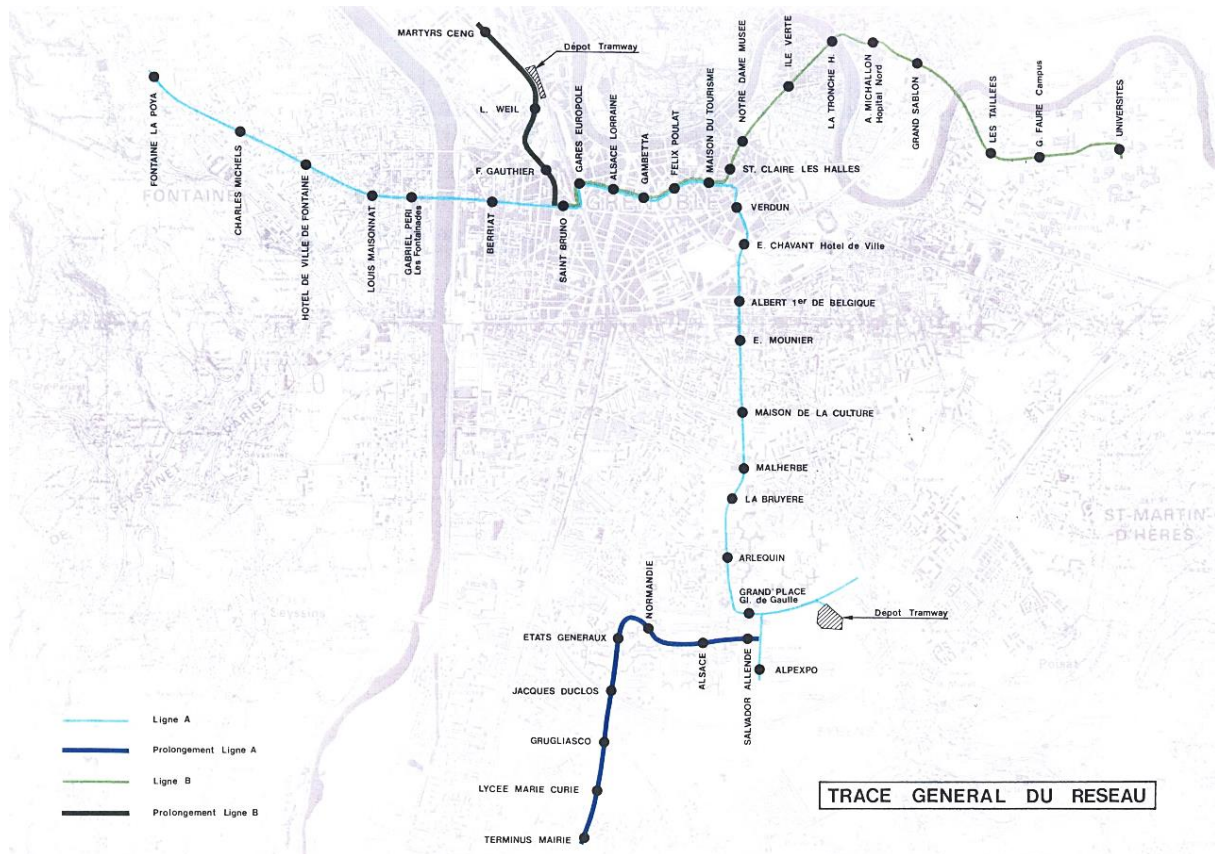 MARTYRS CENG
Dépot Tramway
L. WEIL
F. GAUTHIER
FONTAINE LA POYA
CHARLES MICHELS
HOTEL DE VILLE DE FONTAINE
LOUIS MAISONNAT
GABRIEL PERI
Les Fontainades
BERRIAT
SAINT BRUNO
GARES EUROPOLE
ALSACE LORRAINE
GAMBETTA
FELIX POULAT
MAISON DU TOURISME
NOTRE DAME MUSEE
ILE VERTE
LA TRONCHE H.
A MICHALLON
Hopital Nord
GRAND SABLON
LES TAILLEES
G. FAURE Campus
UNIVERSITES
ST. CLAIRE LES HALLES
VERDUN
E. CHAVANT Hotel de Ville
ALBERT 1er DE BELGIQUE
E. MOUNIER
MAISON DE LA CULTURE
MALHERBE
LA BRUYERE
ARLEQUIN
GRAND'PLACE
Gl. de Gaulle
Depot Tramway
ALPEXPO
SALVADOR ALLENDE
ALSACE
NORMANDIE
ETATS GENERAUX
JACQUES DUCLOS
GRUGLIASCO
LYCEE MARIE CURIE
TERMINUS MAIRIE
GRENOBLE
ST-MARTIN
D'HERES
Ligne A
Prolongement Ligne A
Ligne B
Prolongement Ligne B
TRACE GENERAL DU RESEAU